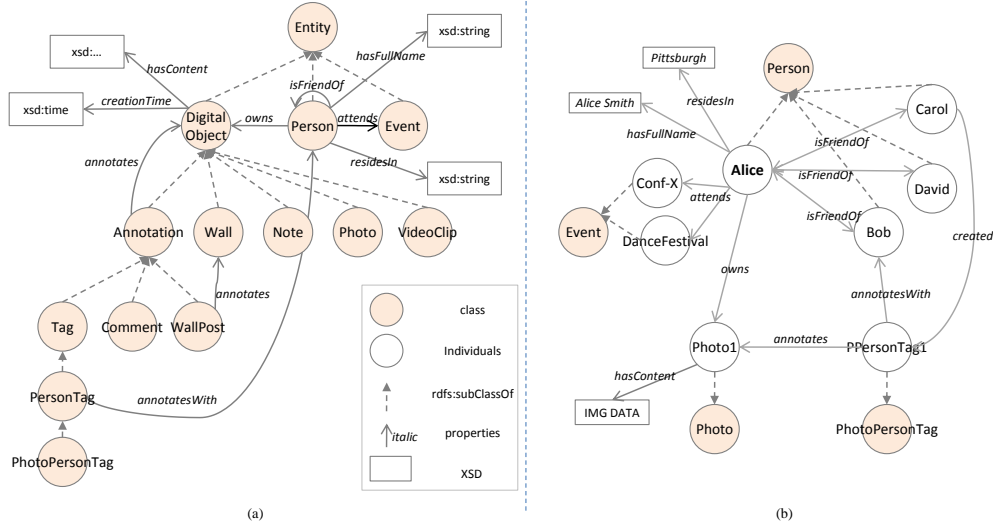 Entity
xsd:string
xsd:...
hasContent
hasFullName
isFriendOf
xsd:time
creationTime
Digital
Object
owns
Person
attends
Event
annotates
residesIn
xsd:string
Annotation
Wall
Note
Photo
VideoClip
annotates
Tag
Comment
WallPost
PersonTag
annotatesWith
PhotoPersonTag
class
Individuals
rdfs:subClassOf
italic
properties
XSD
(a)
Pittsburgh
Person
Alice Smith
residesIn
hasFullName
Carol
isFriendOf
Alice
Conf-X
isFriendOf
David
attends
isFriendOf
Event
DanceFestival
Bob
created
owns
annotatesWith
Photo1
annotates
PPersonTag1
hasContent
IMG DATA
Photo
PhotoPersonTag
(b)